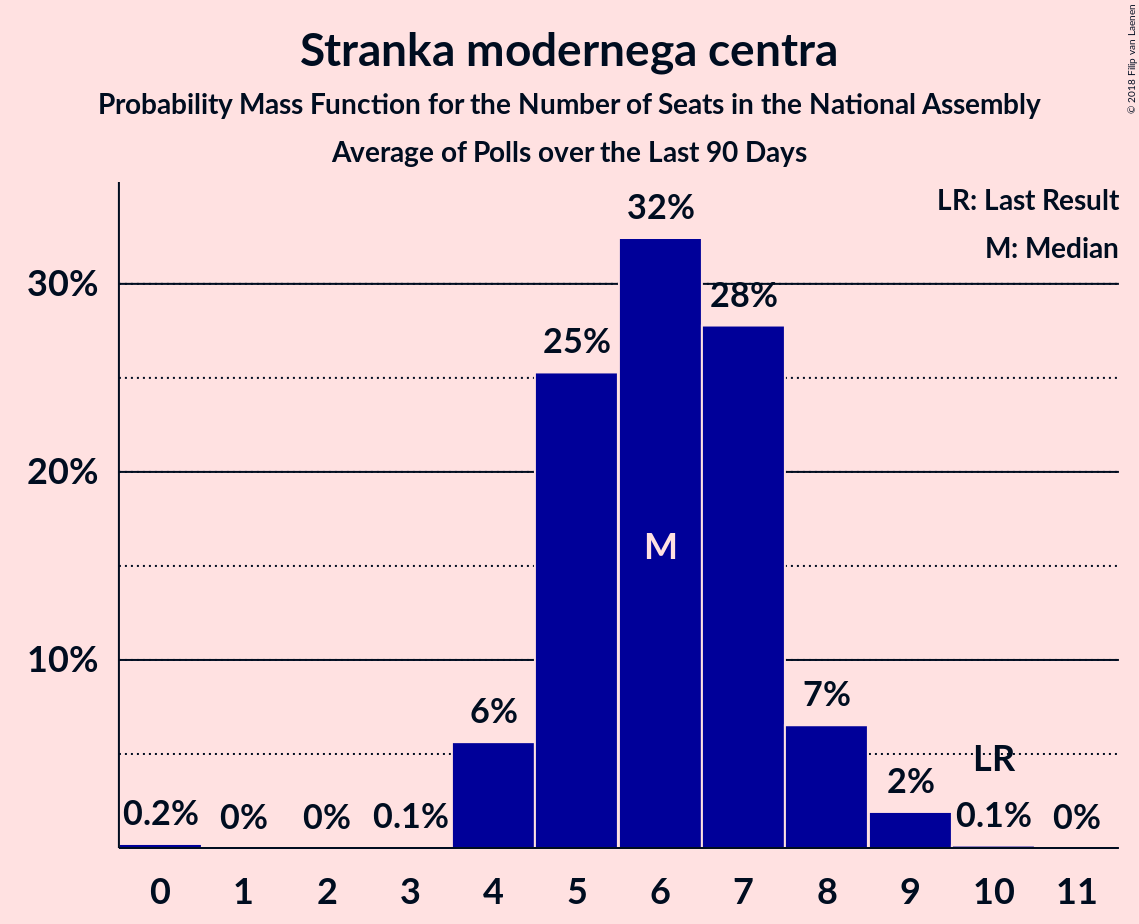 Stranka modernega centra
Probability Mass Function for the Number of Seats in the National Assembly
Average of Polls over the Last 90 Days
© 2018 Filip van Laenen
LR: Last Result
M: Median
30%
20%
10%
0.2%
0%
0%
0.1%
6%
25%
32%
28%
7%
2%
0.1%
0%
M
LR
0 1 2 3 4 5 6 7 8 9 10 11